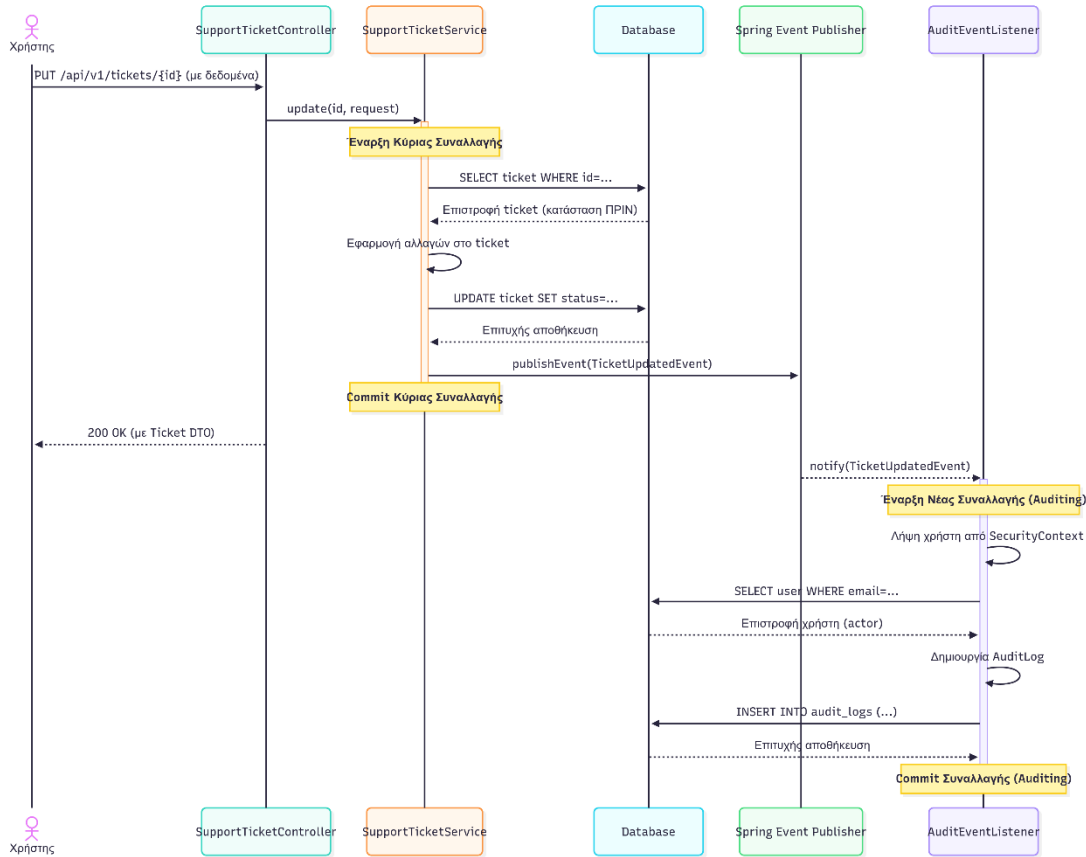 Χρήστης
SupportTicketController
SupportTicketService
Database
Spring Event Publisher
AuditEventListener
PUT /api/v1/tickets/{id} (με δεδομένα)
update(id, request)
Έναρξη Κύριας Συναλλαγής
SELECT ticket WHERE id=...
Επιστροφή ticket (κατάσταση ΠΡΙΝ)
Εφαρμογή αλλαγών στο ticket
UPDATE ticket SET status=...
Επιτυχής αποθήκευση
publishEvent(TicketUpdatedEvent)
Commit Κύριας Συναλλαγής
200 OK (με Ticket DTO)
notify(TicketUpdatedEvent)
Έναρξη Νέας Συναλλαγής (Auditing)
Λήψη χρήστη από SecurityContext
SELECT user WHERE email=...
Επιστροφή χρήστη (actor)
Δημιουργία AuditLog
INSERT INTO audit_logs (...)
Επιτυχής αποθήκευση
Commit Συναλλαγής (Auditing)
Χρήστης
SupportTicketController
SupportTicketService
Database
Spring Event Publisher
AuditEventListener